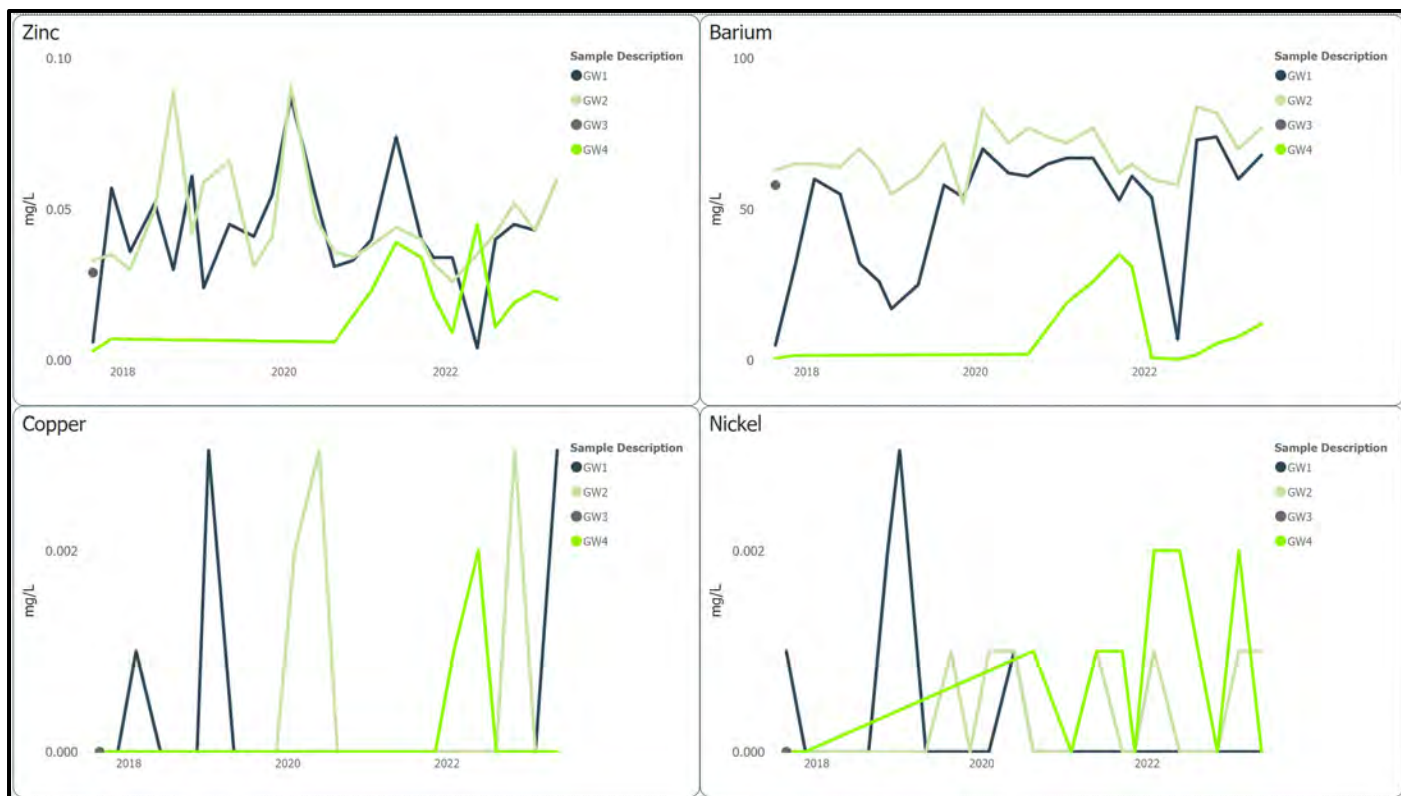 Zinc
0.10
Sample Description
GW1
GW2
GW3
GW4
0.05
mg/L
0.00
2018
2020
2022
Barium
100
Sample Description
GW1
GW2
GW3
GW4
50
mg/L
0
2018
2020
2022
Copper
Sample Description
GW1
GW2
GW3
GW4
0.002
mg/L
0.000
2018
2020
2022
Nickel
Sample Description
GW1
GW2
GW3
GW4
0.002
mg/L
0.000
2018
2020
2022